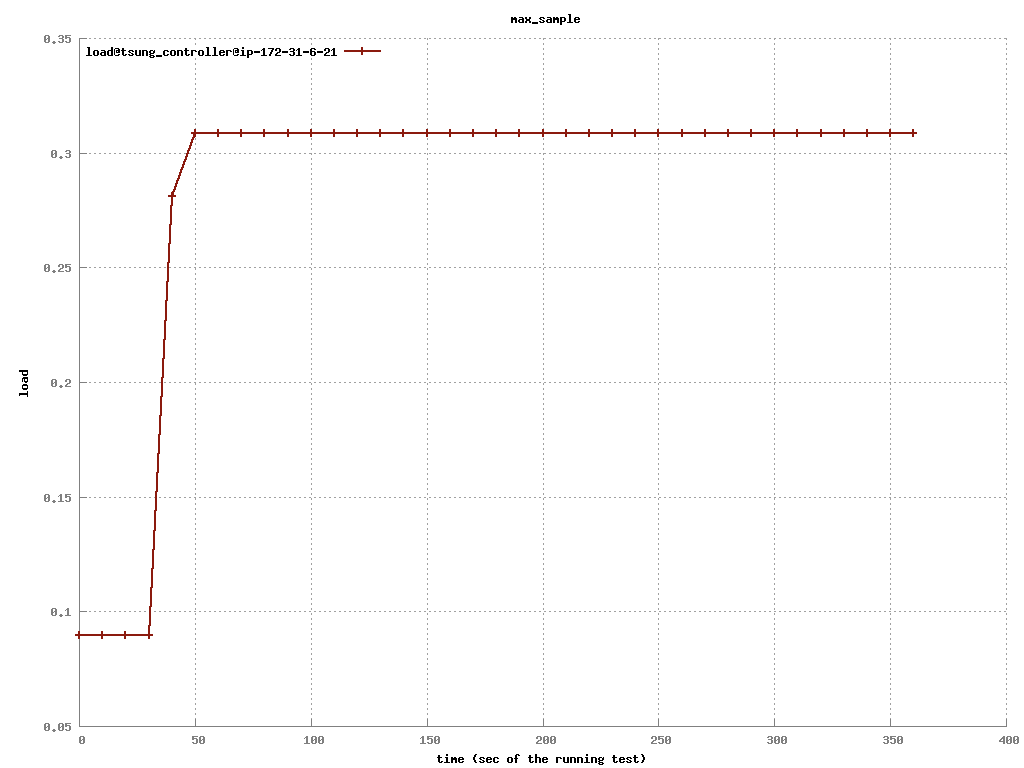 max_sample
0.35
load@tsung_controller@ip-172-31-6-21
0.3
0.25
load
0.2
0.15
0.1
0.05
0 50 100 150 200 250 300 350 400
time (sec of the running test)